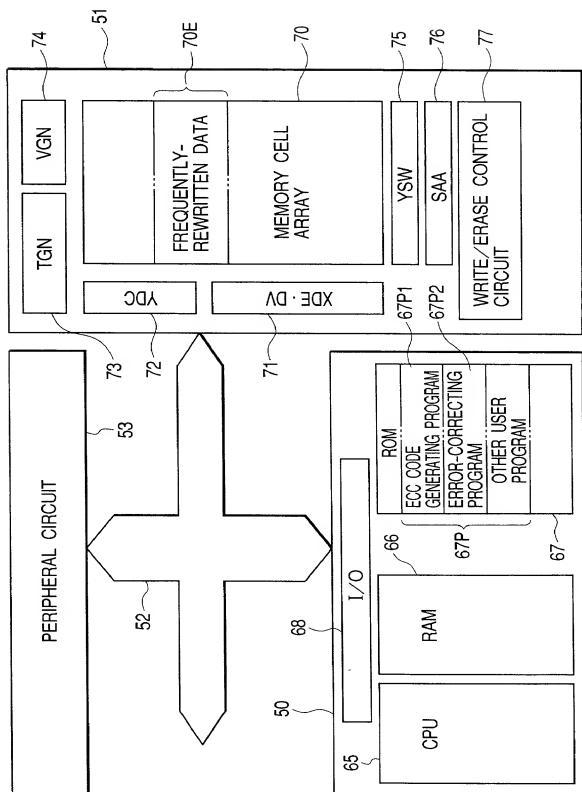 PERIPHERAL CIRCUIT
53
52
50
65
CPU
66
RAM
68
I/O
67
67P
ROM
ECC CODE
GENERATING PROGRAM
ERROR-CORRECTING
PROGRAM
OTHER USER
PROGRAM
67P1
67P2
73
TGN
74
VGN
51
72
YDC
71
XDE·DV
70E
FREQUENTLY-
REWRITTEN DATA
70
MEMORY CELL
ARRAY
75
YSW
76
SAA
77
WRITE/ERASE CONTROL
CIRCUIT